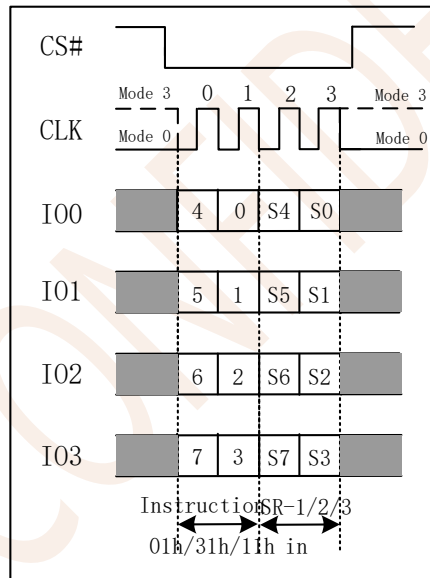 CS#
Mode 3 0 1 2 3 Mode 3
CLK
Mode 0 Mode 0
IO0 4 0 S4 S0
IO1 5 1 S5 S1
IO2 6 2 S6 S2
IO3 7 3 S7 S3
Instruction SR-1/2/3
01h/31h/11h in